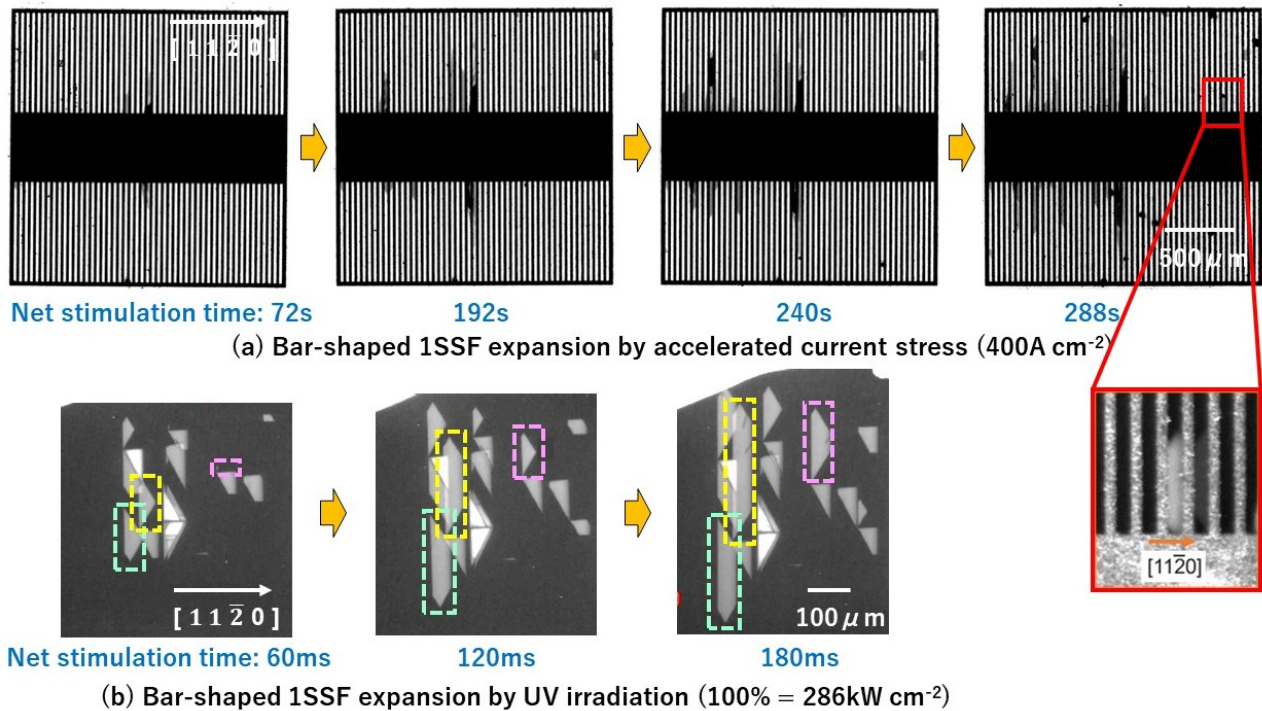 [ 1 1 2̅ 0 ]
500 μ m
Net stimulation time: 72s
192s
240s
288s
(a) Bar-shaped 1SSF expansion by accelerated current stress (400A cm⁻²)
[ 1 1 2̅ 0 ]
100 μ m
[112̅0]
Net stimulation time: 60ms
120ms
180ms
(b) Bar-shaped 1SSF expansion by UV irradiation (100% = 286kW cm⁻²)